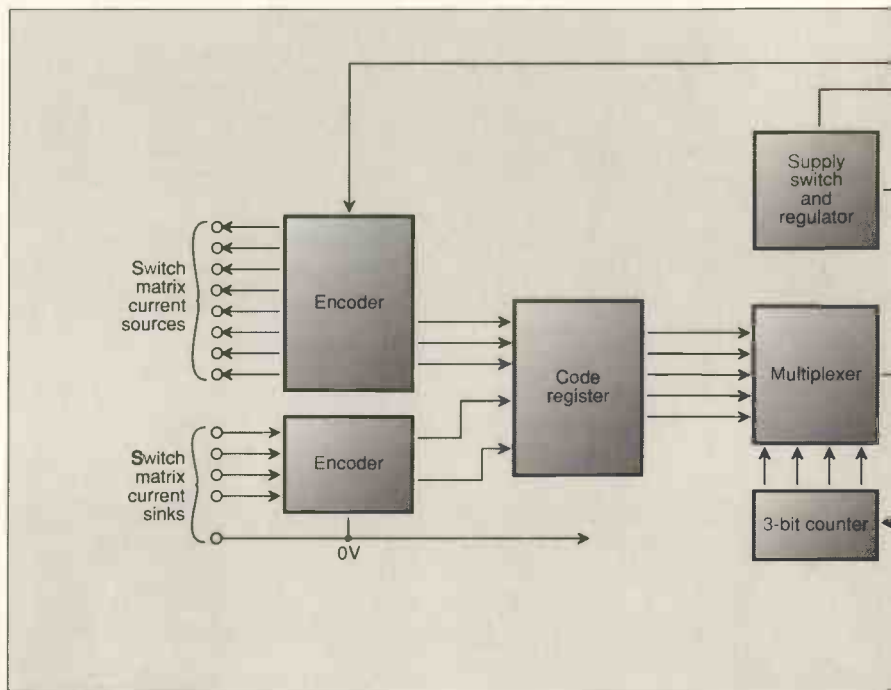 Supply
switch
and
regulator
Switch
matrix
current
sources
Encoder
Code
register
Multiplexer
Switch
matrix
current
sinks
Encoder
3-bit counter
0V